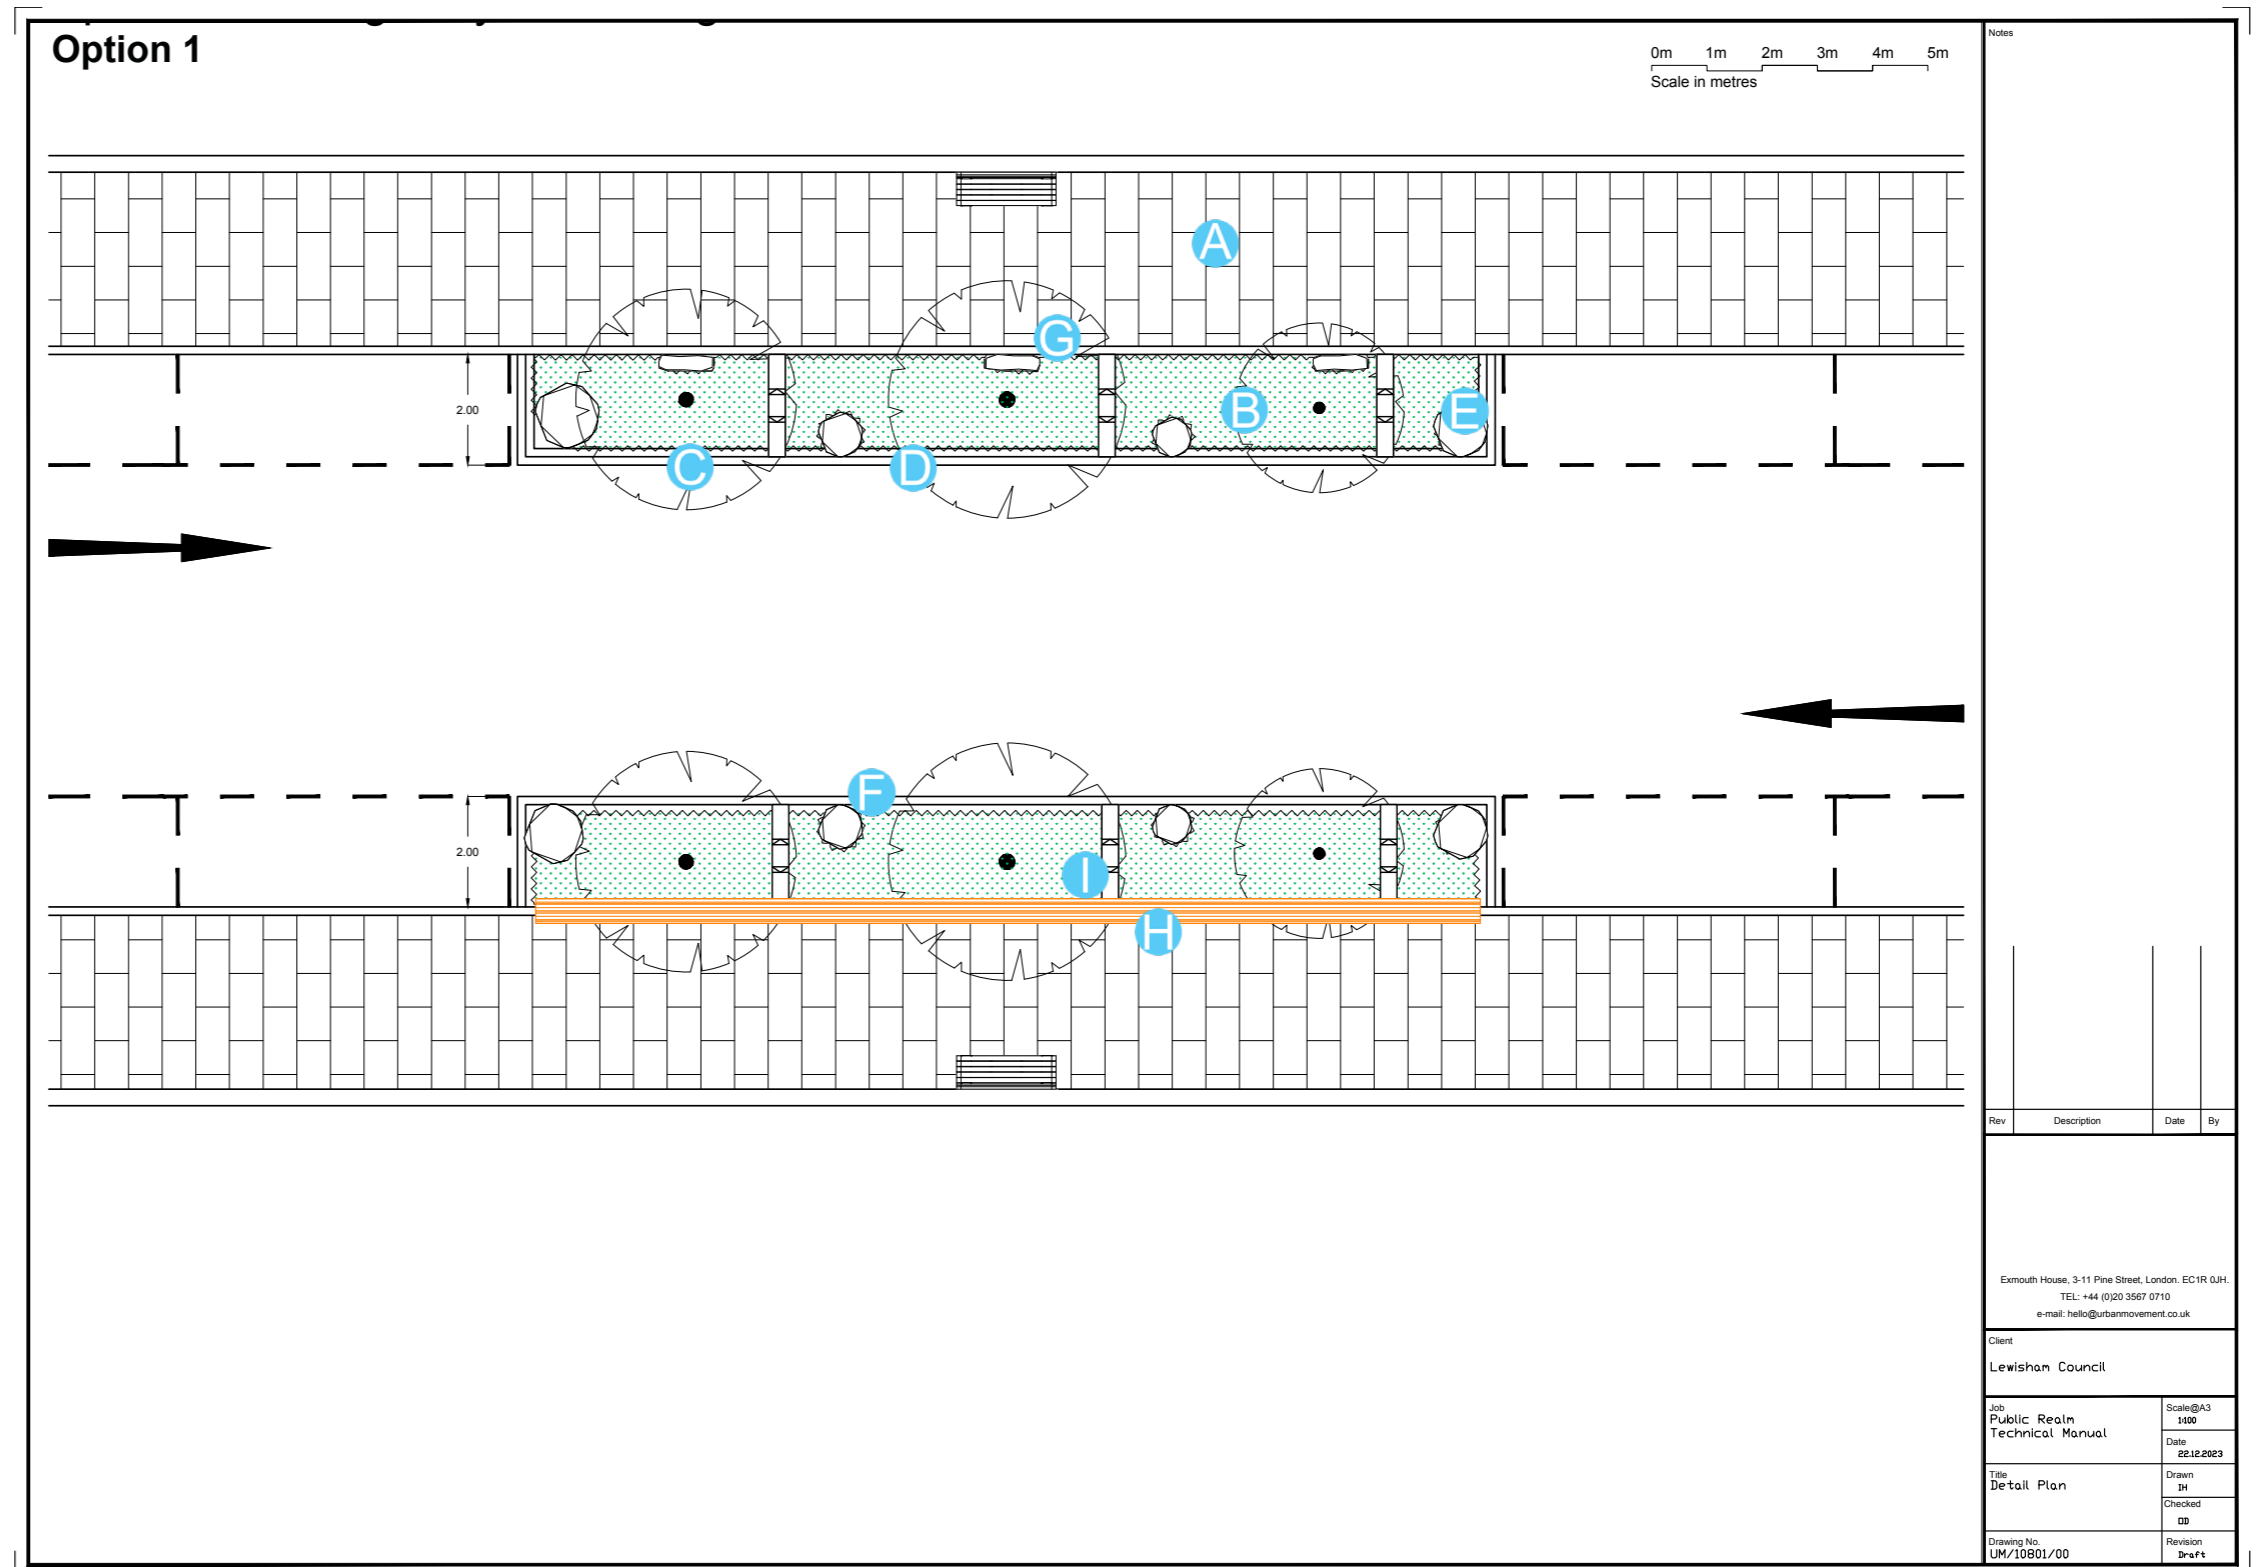 Option 1
0m 1m 2m 3m 4m 5m
Scale in metres
Notes
A
G
2.00
B
E
C
D
F
2.00
I
H
Rev Description Date By
Exmouth House, 3-11 Pine Street, London. EC1R 0JH.
TEL: +44 (0)20 3567 0710
e-mail: hello@urbanmovement.co.uk
Client
Lewisham Council
Job
Public Realm
Technical Manual
Scale@A3
1:100
Date
22.12.2023
Title
Detail Plan
Drawn
IH
Checked
OD
Drawing No.
UM/10801/00
Revision
Draft